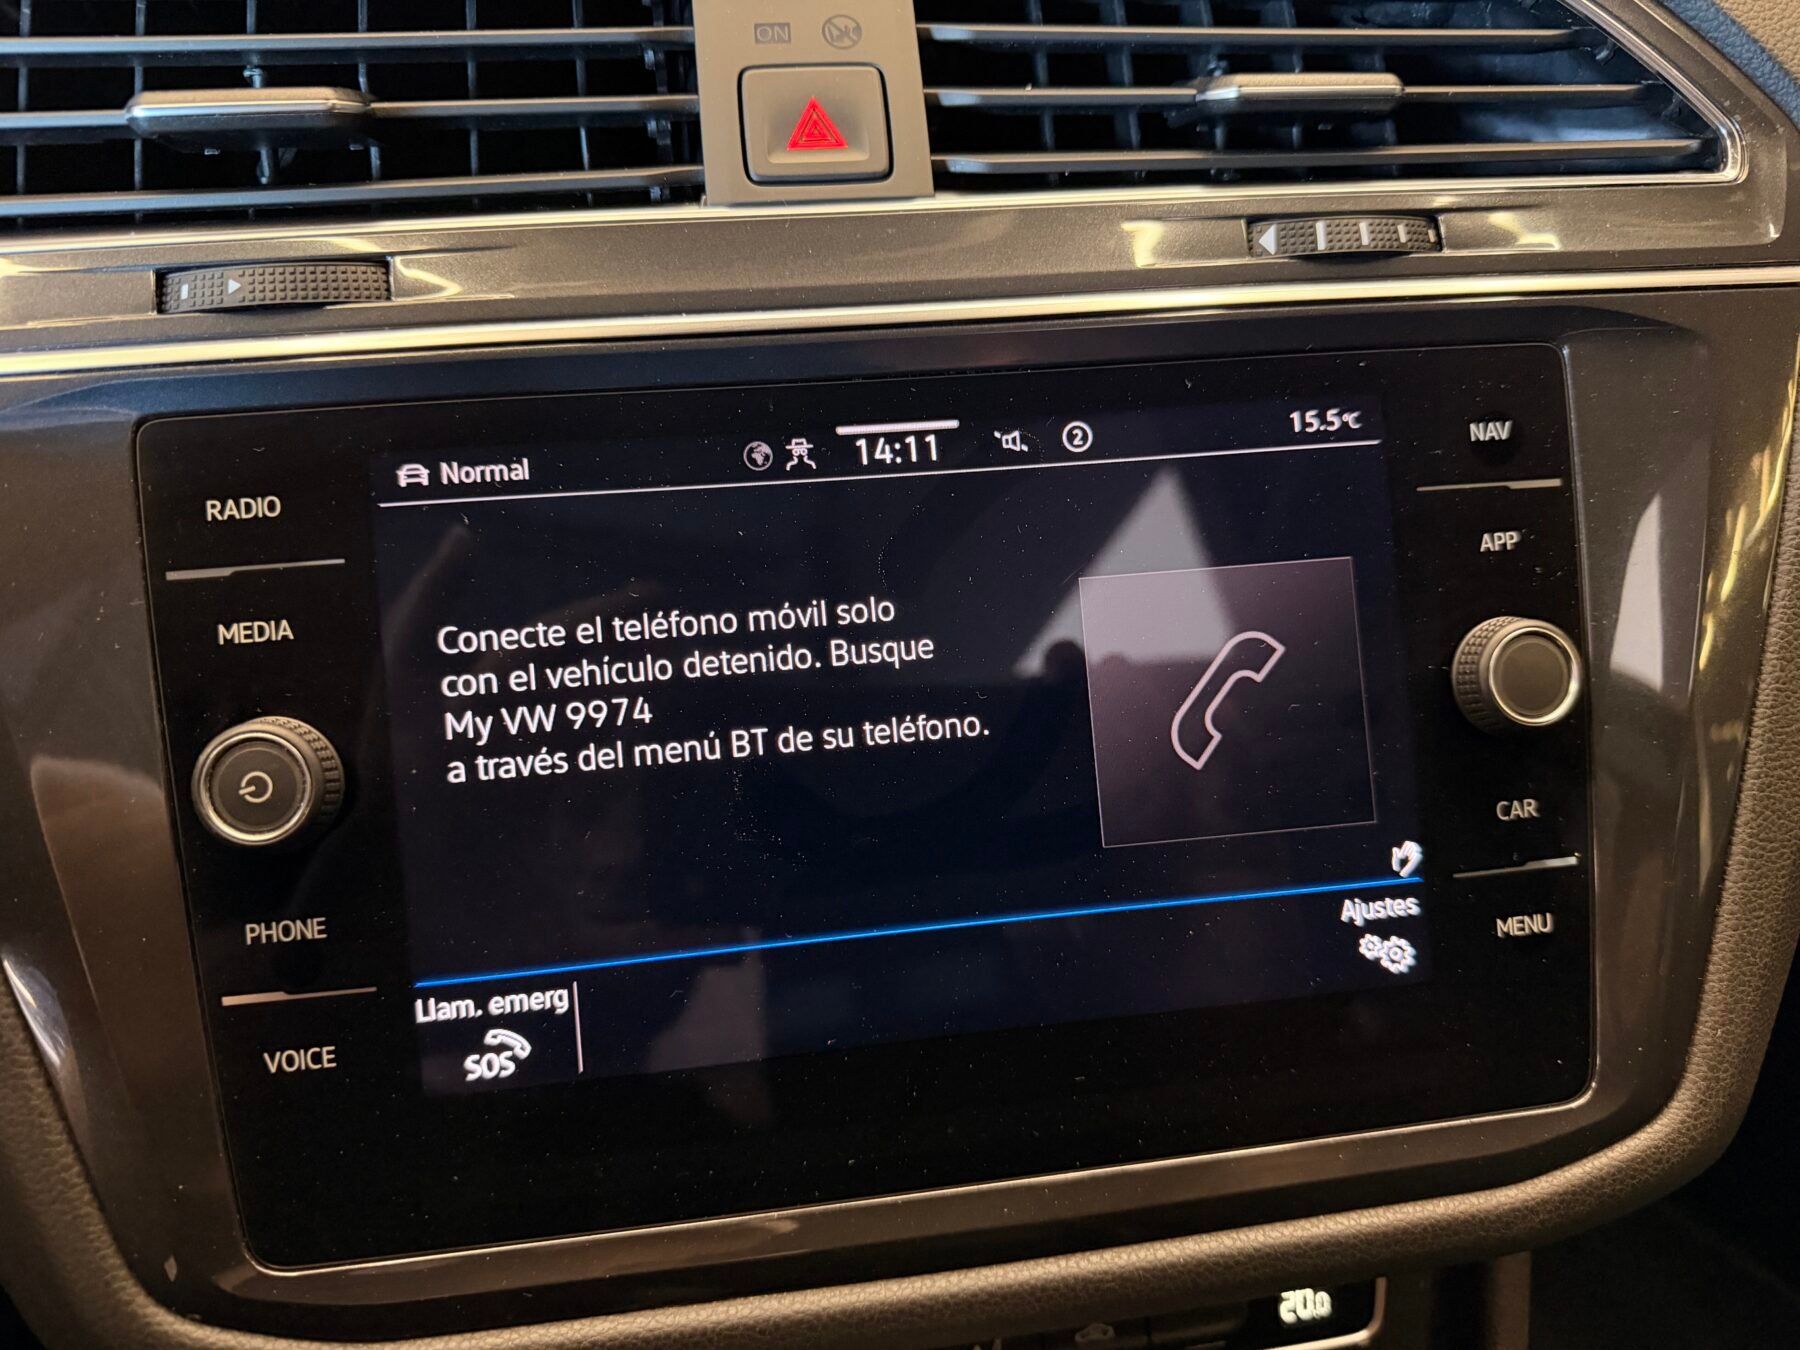 ON
Normal
14:11
2
15.5°C
RADIO
MEDIA
PHONE
VOICE
Conecte el teléfono móvil solo
con el vehículo detenido. Busque
My VW 9974
a través del menú BT de su teléfono.
Ajustes
Llam. emerg
SOS
NAV
APP
CAR
MENU
20.0